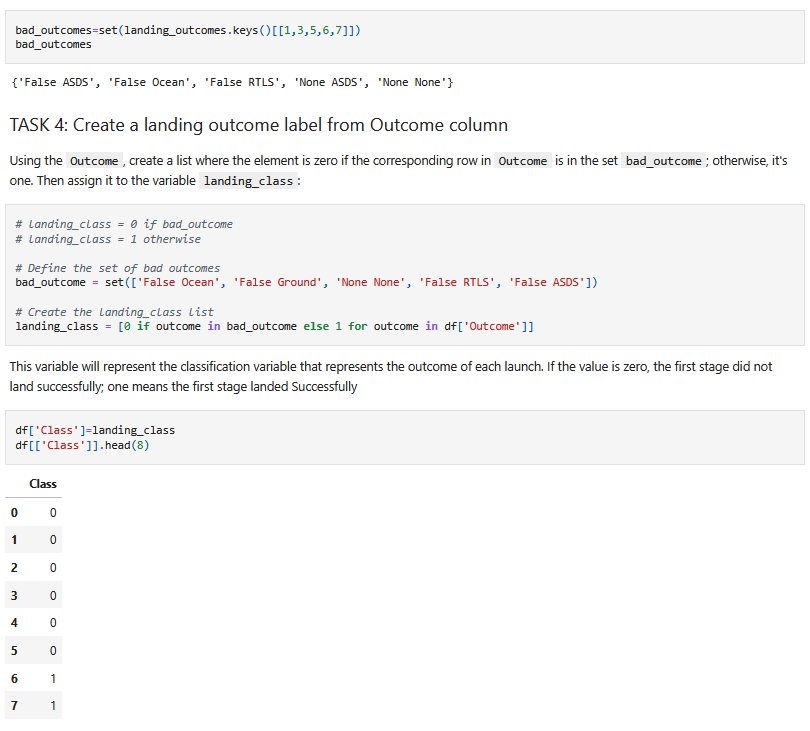 bad_outcomes=set(landing_outcomes.keys()[[1,3,5,6,7]])
bad_outcomes
{'False ASDS', 'False Ocean', 'False RTLS', 'None ASDS', 'None None'}
TASK 4: Create a landing outcome label from Outcome column
Using the Outcome , create a list where the element is zero if the corresponding row in Outcome is in the set bad_outcome ; otherwise, it's
one. Then assign it to the variable landing_class :
# landing_class = 0 if bad_outcome
# landing_class = 1 otherwise
# Define the set of bad outcomes
bad_outcome = set(['False Ocean', 'False Ground', 'None None', 'False RTLS', 'False ASDS'])
# Create the landing_class list
landing_class = [0 if outcome in bad_outcome else 1 for outcome in df['Outcome']]
This variable will represent the classification variable that represents the outcome of each launch. If the value is zero, the first stage did not
land successfully; one means the first stage landed Successfully
df['Class']=landing_class
df[['Class']].head(8)
Class
0 0
1 0
2 0
3 0
4 0
5 0
6 1
7 1